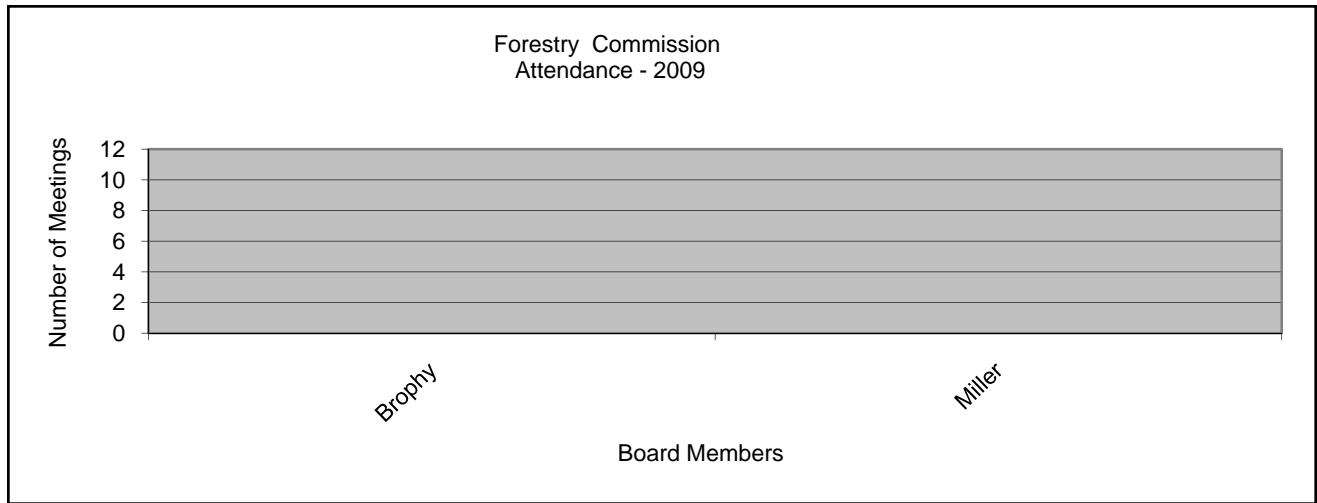 Forestry  Commission
Attendance - 2009
Number of Meetings
12
10
8
6
4
2
0
Brophy
Miller
Board Members